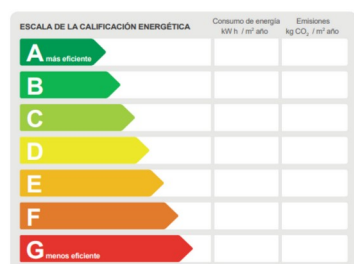 ESCALA DE LA CALIFICACIÓN ENERGÉTICA
Consumo de energía
kW h / m² año
Emisiones
kg CO₂ / m² año
A más eficiente
B
C
D
E
F
G menos eficiente